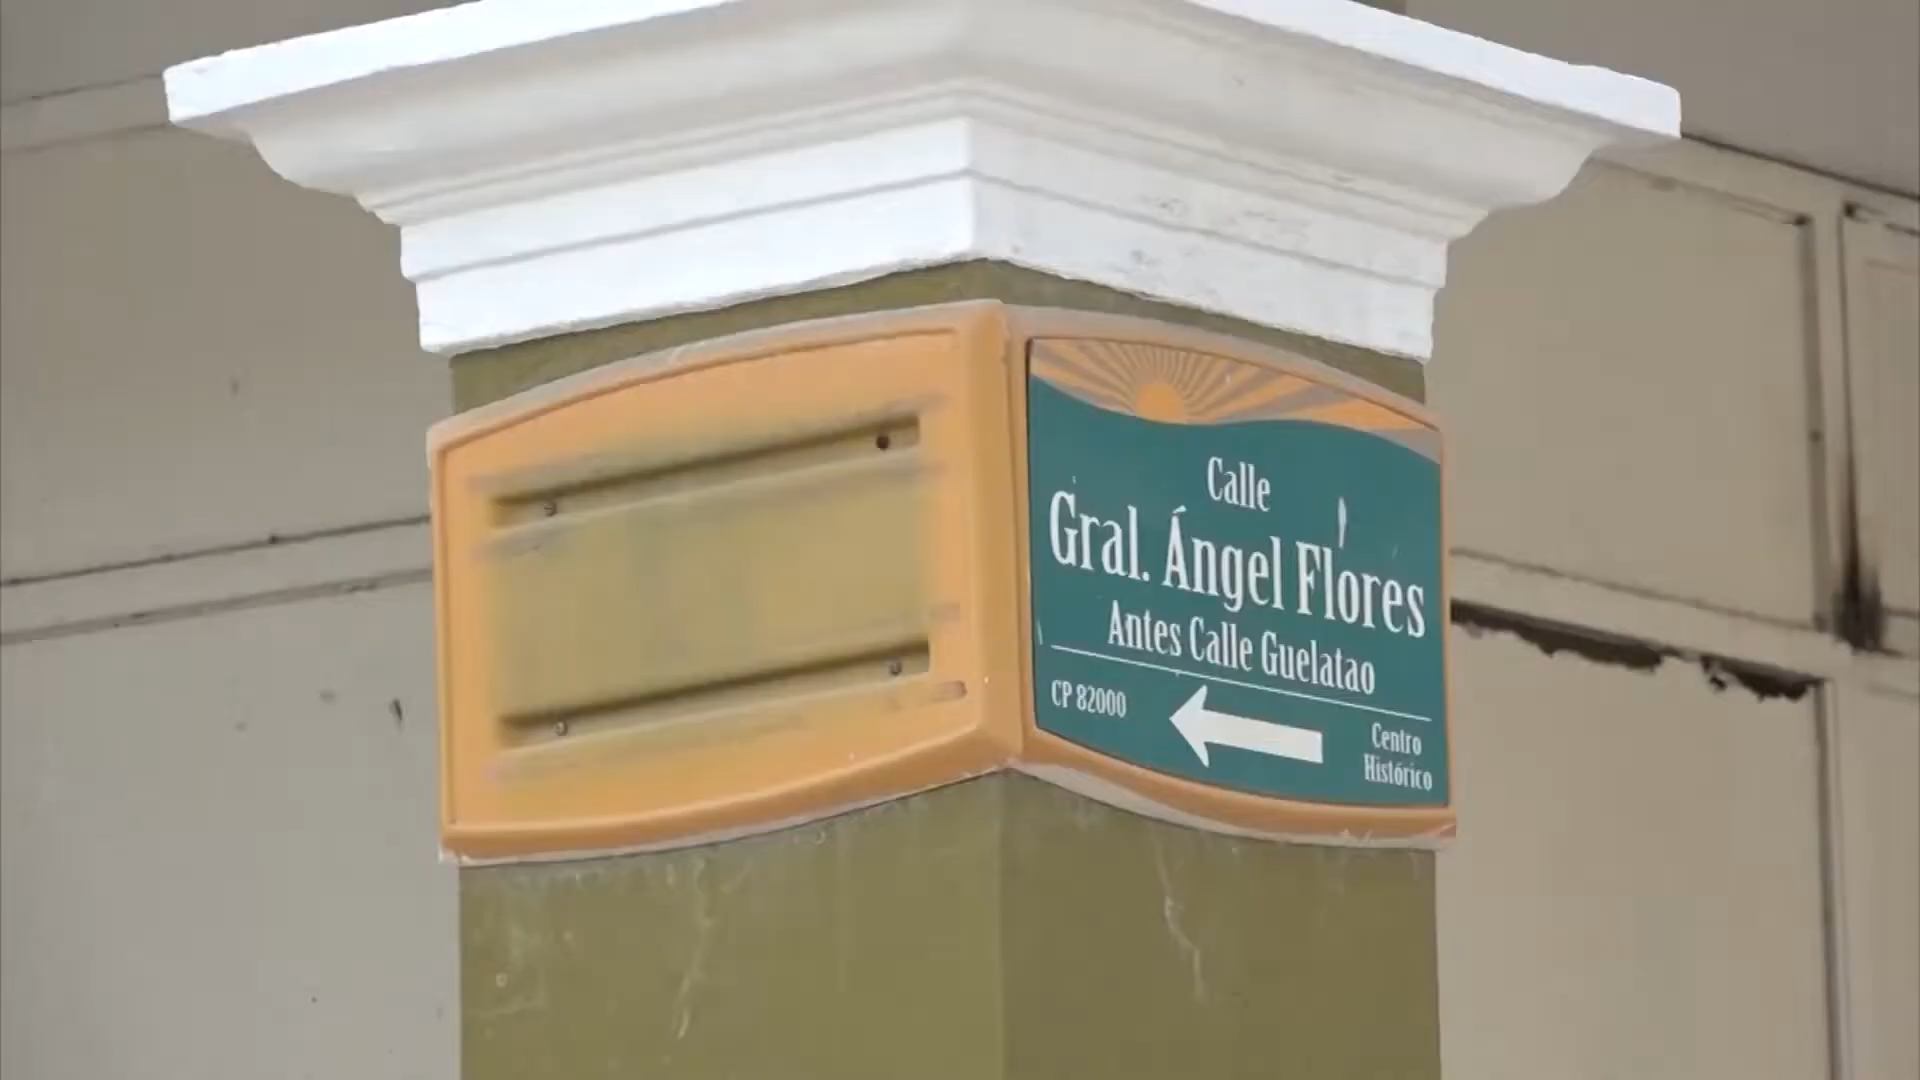 Calle
Gral. Ángel Flores
Antes Calle Guelatao
CP 82000
Centro
Histórico